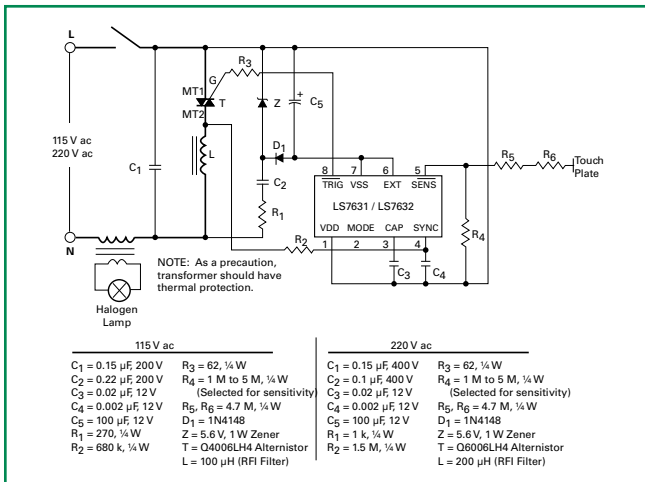 L
115 V ac
220 V ac
N
C1
MT1
G
MT2
T
L
R3
Z
+
C5
D1
C2
R1
R2
8 7 6 5
TRIG VSS EXT SENS
LS7631 / LS7632
VDD MODE CAP SYNC
1 2 3 4
C3
C4
R4
R5
R6
Touch
Plate
Halogen
Lamp
NOTE: As a precaution,
transformer should have
thermal protection.
115 V ac
C1 = 0.15 µF, 200 V
C2 = 0.22 µF, 200 V
C3 = 0.02 µF, 12 V
C4 = 0.002 µF, 12 V
C5 = 100 µF, 12 V
R1 = 270, ¼ W
R2 = 680 k, ¼ W
R3 = 62, ¼ W
R4 = 1 M to 5 M, ¼ W
(Selected for sensitivity)
R5, R6 = 4.7 M, ¼ W
D1 = 1N4148
Z = 5.6 V, 1 W Zener
T = Q4006LH4 Alternistor
L = 100 µH (RFI Filter)
220 V ac
C1 = 0.15 µF, 400 V
C2 = 0.1 µF, 400 V
C3 = 0.02 µF, 12 V
C4 = 0.002 µF, 12 V
C5 = 100 µF, 12 V
R1 = 1 k, ¼ W
R2 = 1.5 M, ¼ W
R3 = 62, ¼ W
R4 = 1 M to 5 M, ¼ W
(Selected for sensitivity)
R5, R6 = 4.7 M, ¼ W
D1 = 1N4148
Z = 5.6 V, 1 W Zener
T = Q6006LH4 Alternistor
L = 200 µH (RFI Filter)